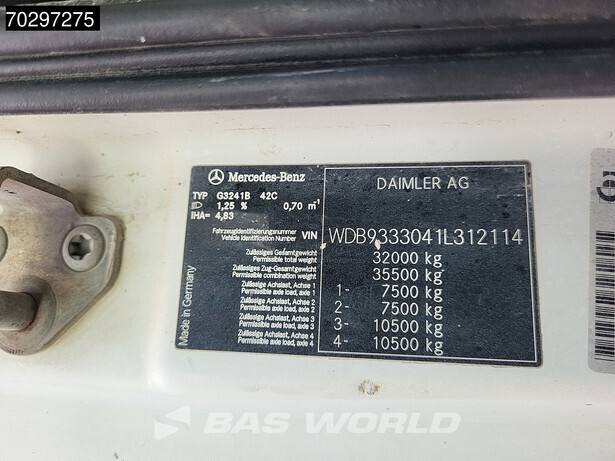 70297275
Mercedes-Benz
DAIMLER AG
TYP G3241B 42C
1,25 % 0,70 m⁻¹
IHA= 4,83
Fahrzeugidentifizierungsnummer
Vehicle Identification Number VIN WDB9333041L312114
Zulässiges Gesamtgewicht
Permissible total weight 32000 kg
Zulässiges Zug-Gesamtgewicht
Permissible combination weight 35500 kg
Zulässige Achslast, Achse 1
Permissible axle load, axle 1 1- 7500 kg
Zulässige Achslast, Achse 2
Permissible axle load, axle 2 2- 7500 kg
Zulässige Achslast, Achse 3
Permissible axle load, axle 3 3- 10500 kg
Zulässige Achslast, Achse 4
Permissible axle load, axle 4 4- 10500 kg
Made in Germany
BAS WORLD